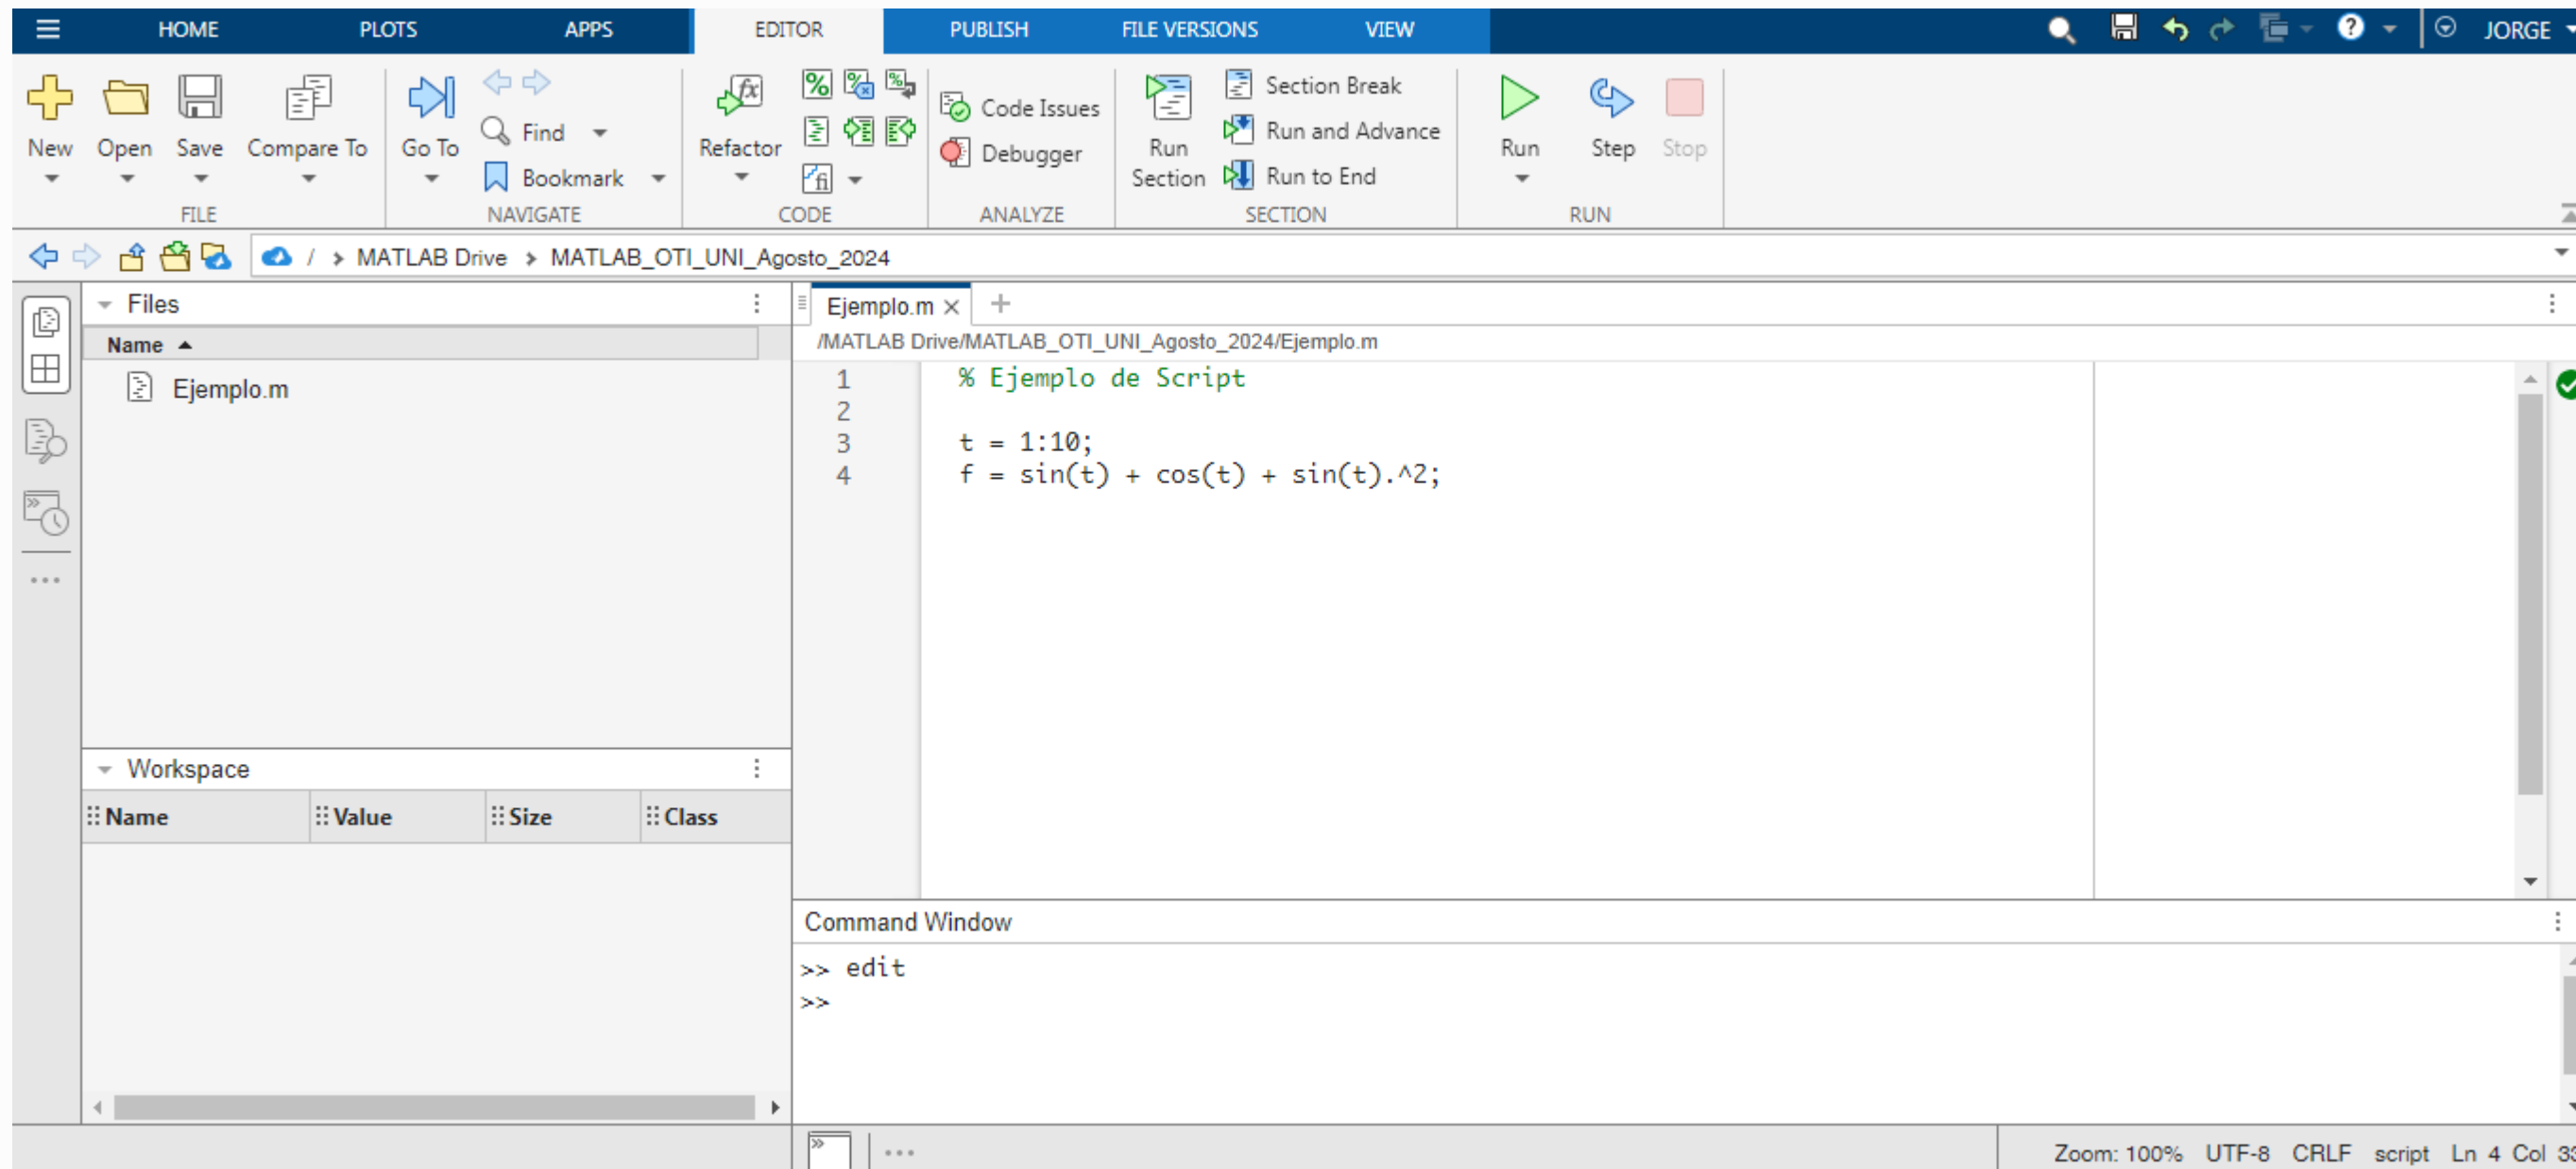 HOME PLOTS APPS EDITOR PUBLISH FILE VERSIONS VIEW JORGE
New Open Save Compare To Go To Find Bookmark Refactor Code Issues Debugger Run Section Section Break Run and Advance Run to End Run Step Stop
FILE NAVIGATE CODE ANALYZE SECTION RUN
/ > MATLAB Drive > MATLAB_OTI_UNI_Agosto_2024
Files
Name
Ejemplo.m
Ejemplo.m × +
/MATLAB Drive/MATLAB_OTI_UNI_Agosto_2024/Ejemplo.m
1 % Ejemplo de Script
2
3 t = 1:10;
4 f = sin(t) + cos(t) + sin(t).^2;
Workspace
Name Value Size Class
Command Window
>> edit
>>
Zoom: 100% UTF-8 CRLF script Ln 4 Col